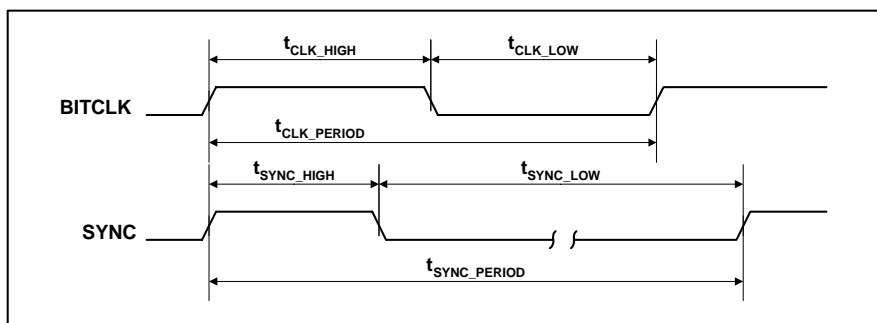 tCLK_HIGH tCLK_LOW
BITCLK
tCLK_PERIOD
tSYNC_HIGH tSYNC_LOW
SYNC
tSYNC_PERIOD